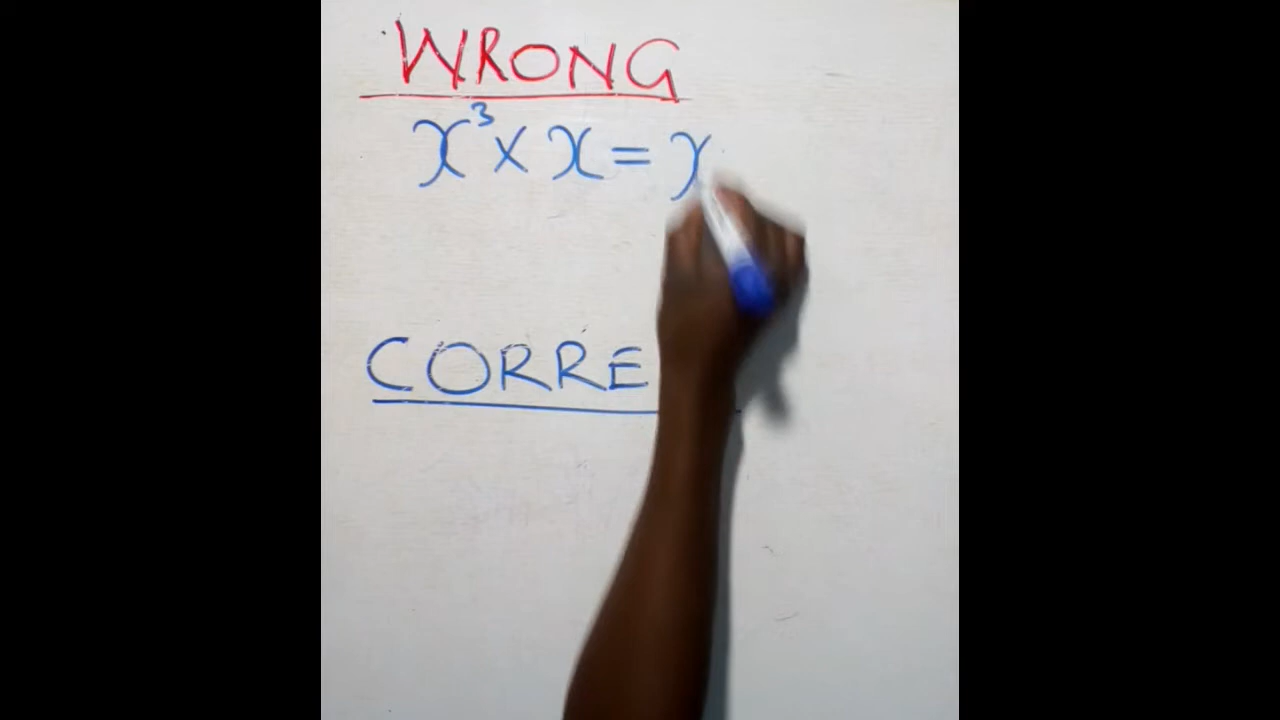 WRONG
x³ × x = x
CORRE